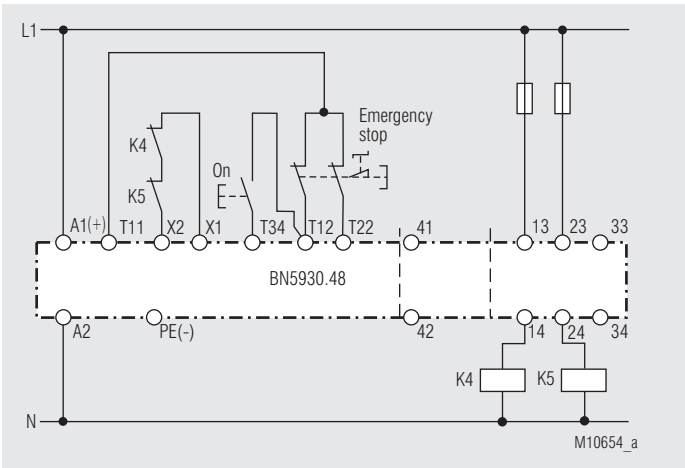 L1
Emergency
stop
K4
On
K5
A1(+) T11 X2 X1 T34 T12 T22 41 13 23 33
BN5930.48
A2 PE(-) 42 14 24 34
K4 K5
N
M10654_a